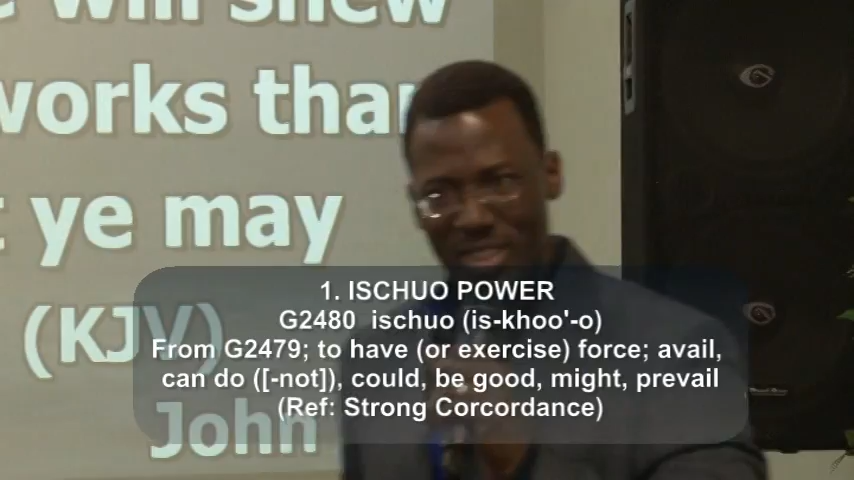 will shew
works than
ye may
(KJV)
John
1. ISCHUO POWER
G2480 ischuo (is-khoo'-o)
From G2479; to have (or exercise) force; avail,
can do ([-not]), could, be good, might, prevail
(Ref: Strong Corcordance)